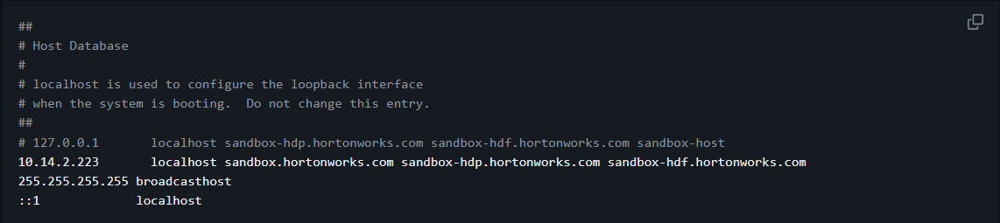 ##
# Host Database
#
# localhost is used to configure the loopback interface
# when the system is booting.  Do not change this entry.
##
# 127.0.0.1       localhost sandbox-hdp.hortonworks.com sandbox-hdf.hortonworks.com sandbox-host
10.14.2.223       localhost sandbox.hortonworks.com sandbox-hdp.hortonworks.com sandbox-hdf.hortonworks.com
255.255.255.255 broadcasthost
::1             localhost